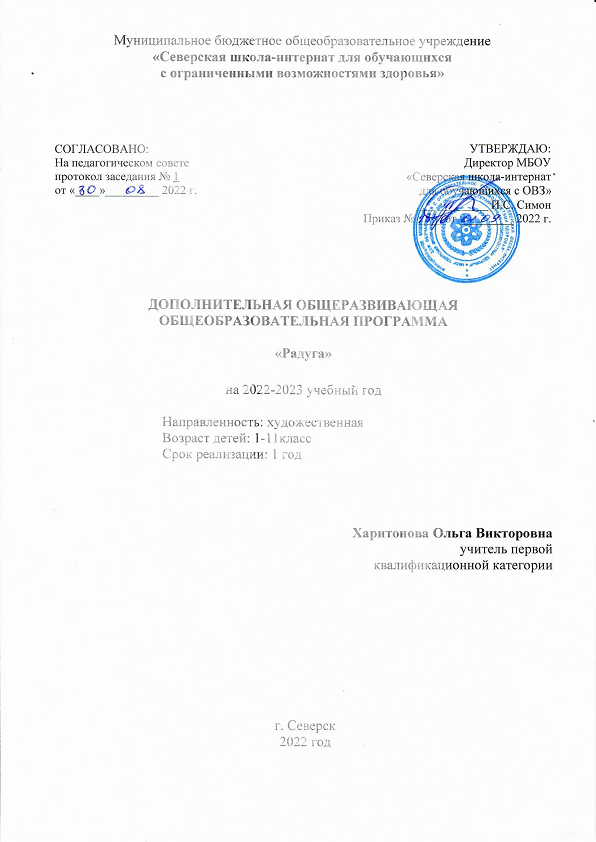 Муниципальное бюджетное общеобразовательное учреждение
«Северская школа-интернат для обучающихся
с ограниченными возможностями здоровья»
СОГЛАСОВАНО:
На педагогическом совете
протокол заседания № 1
от « 30 » 08 2022 г.
УТВЕРЖДАЮ:
Директор МБОУ
«Северская школа-интернат
для обучающихся с ОВЗ»
И.С. Симон
Приказ № от 2022 г.
ДОПОЛНИТЕЛЬНАЯ ОБЩЕРАЗВИВАЮЩАЯ
ОБЩЕОБРАЗОВАТЕЛЬНАЯ ПРОГРАММА
«Радуга»
на 2022-2023 учебный год
Направленность: художественная
Возраст детей: 1-11класс
Срок реализации: 1 год
Харитонова Ольга Викторовна
учитель первой
квалификационной категории
г. Северск
2022 год